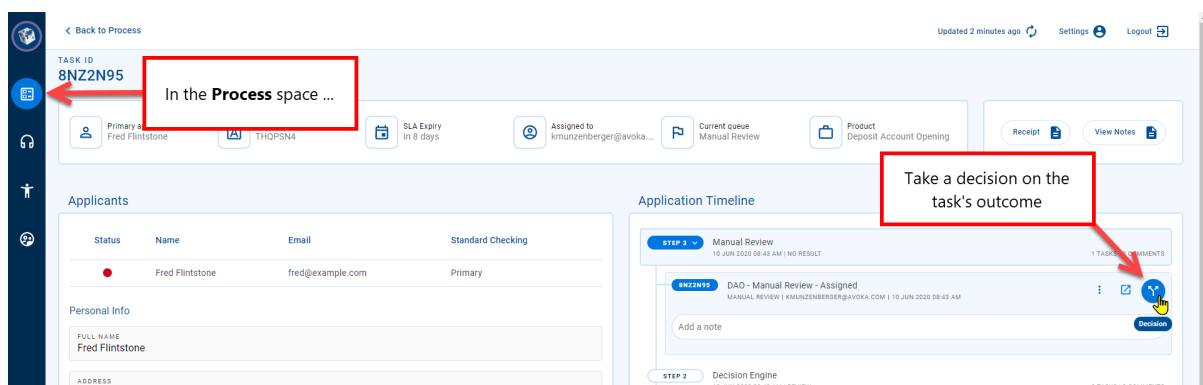 Back to Process
Updated 2 minutes ago
Settings
Logout
TASK ID
8NZ2N95
In the Process space ...
Primary a
Fred Flintstone
THQPSN4
SLA Expiry
in 8 days
Assigned to
kmunzenberger@avoka...
Current queue
Manual Review
Product
Deposit Account Opening
Receipt
View Notes
Take a decision on the
task's outcome
Applicants
Application Timeline
Status Name Email Standard Checking
Fred Flintstone fred@example.com Primary
Personal Info
FULL NAME
Fred Flintstone
ADDRESS
STEP 3
Manual Review
10 JUN 2020 08:43 AM | NO RESULT
1 TASKS COMMENTS
8NZ2N95
DAO - Manual Review - Assigned
MANUAL REVIEW | KMUNZENBERGER@AVOKA.COM | 10 JUN 2020 08:43 AM
Add a note
Decision
STEP 2
Decision Engine